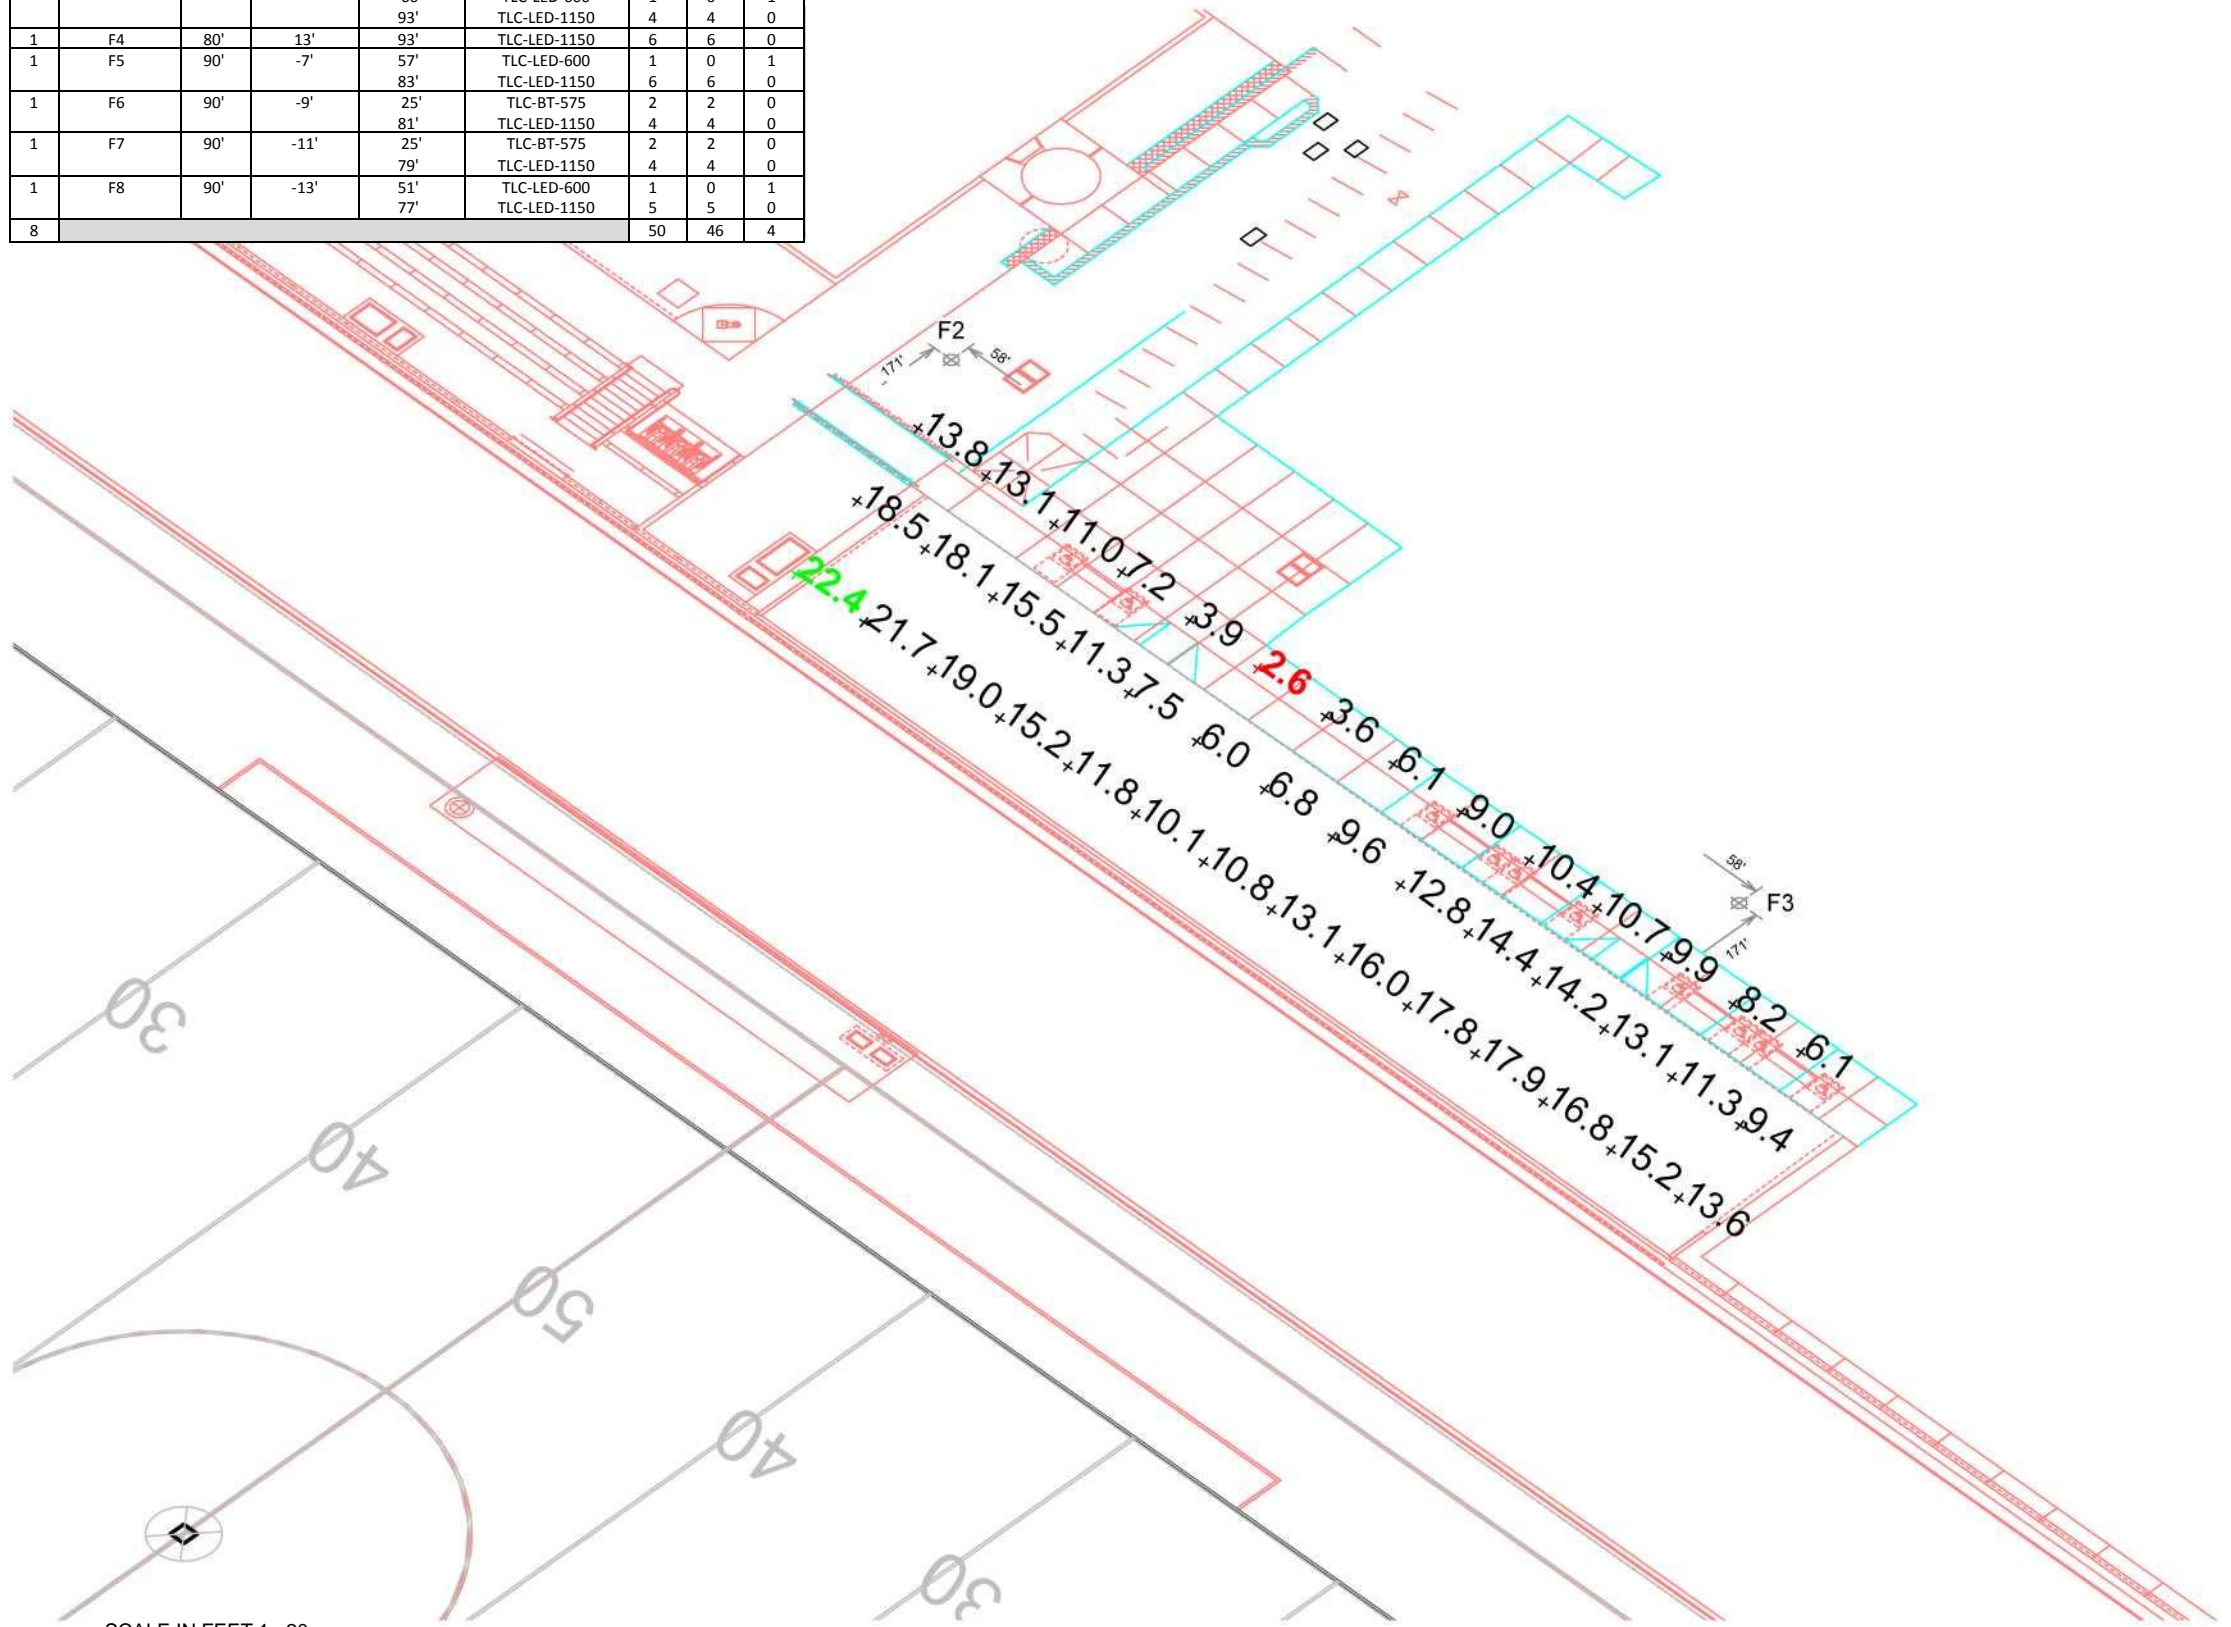 93' TLC-LED-1150 4 4 0
1 F4 80' 13' 93' TLC-LED-1150 6 6 0
1 F5 90' -7' 57' TLC-LED-600 1 0 1
83' TLC-LED-1150 6 6 0
1 F6 90' -9' 25' TLC-BT-575 2 2 0
81' TLC-LED-1150 4 4 0
1 F7 90' -11' 25' TLC-BT-575 2 2 0
79' TLC-LED-1150 4 4 0
1 F8 90' -13' 51' TLC-LED-600 1 0 1
77' TLC-LED-1150 5 5 0
8 50 46 4
F2
171' 58'
13.8 13.1 11.0 7.2 3.9 2.6 3.6 6.1 9.0 10.4 10.7 9.9 8.2 6.1
18.5 18.1 15.5 11.3 7.5 6.0 6.8 9.6 12.8 14.4 14.2 13.1 11.3 9.4
22.4 21.7 19.0 15.2 11.8 10.1 10.8 13.1 16.0 17.8 17.9 16.8 15.2 13.6
58'
F3
171'
30
40
50
40
30